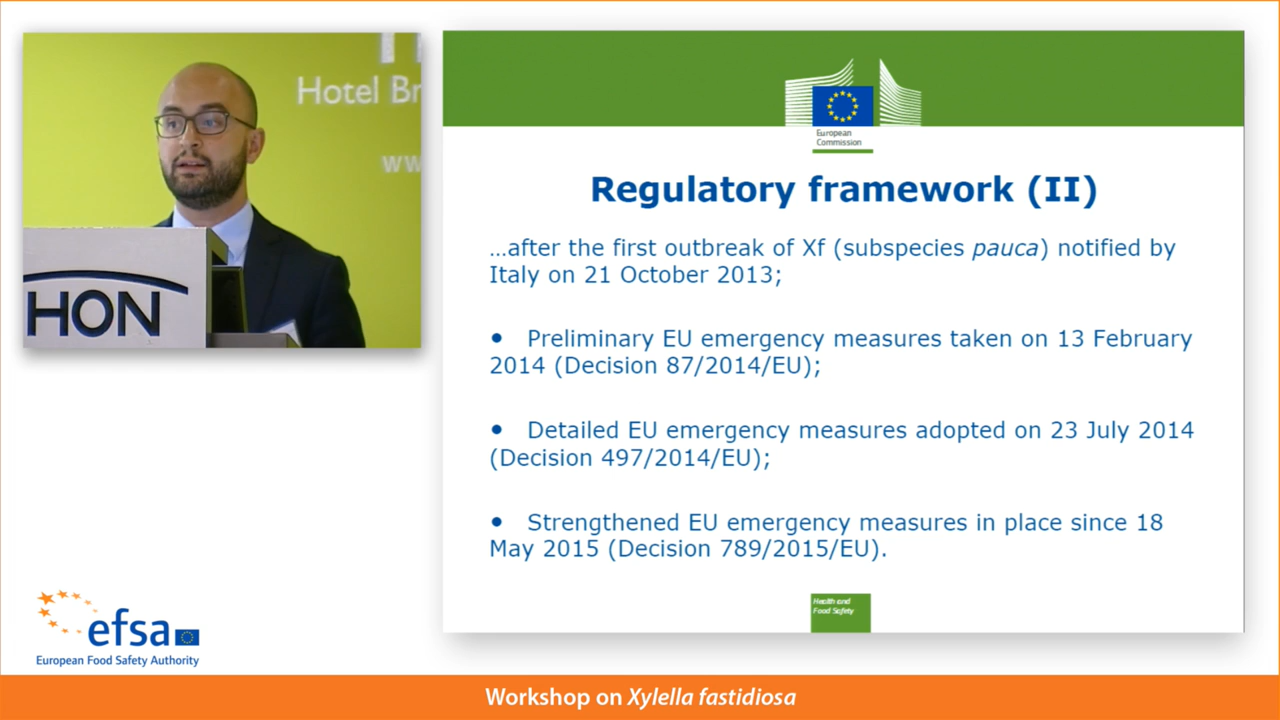 Hotel
HON
European
Commission
Regulatory framework (II)
...after the first outbreak of Xf (subspecies pauca) notified by
Italy on 21 October 2013;
• Preliminary EU emergency measures taken on 13 February
2014 (Decision 87/2014/EU);
• Detailed EU emergency measures adopted on 23 July 2014
(Decision 497/2014/EU);
• Strengthened EU emergency measures in place since 18
May 2015 (Decision 789/2015/EU).
Health and
Food Safety
efsa
European Food Safety Authority
Workshop on Xylella fastidiosa